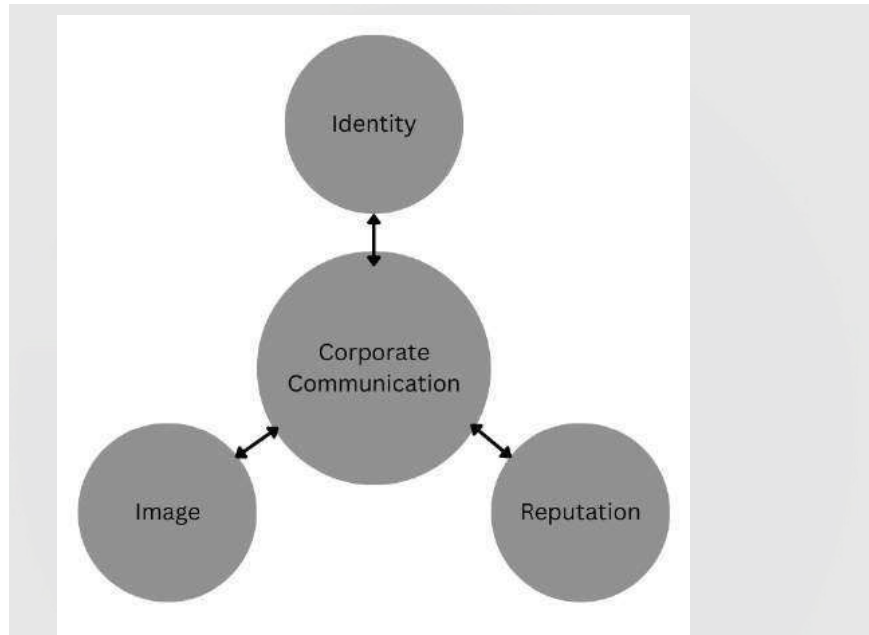 Identity
Corporate
Communication
Image
Reputation